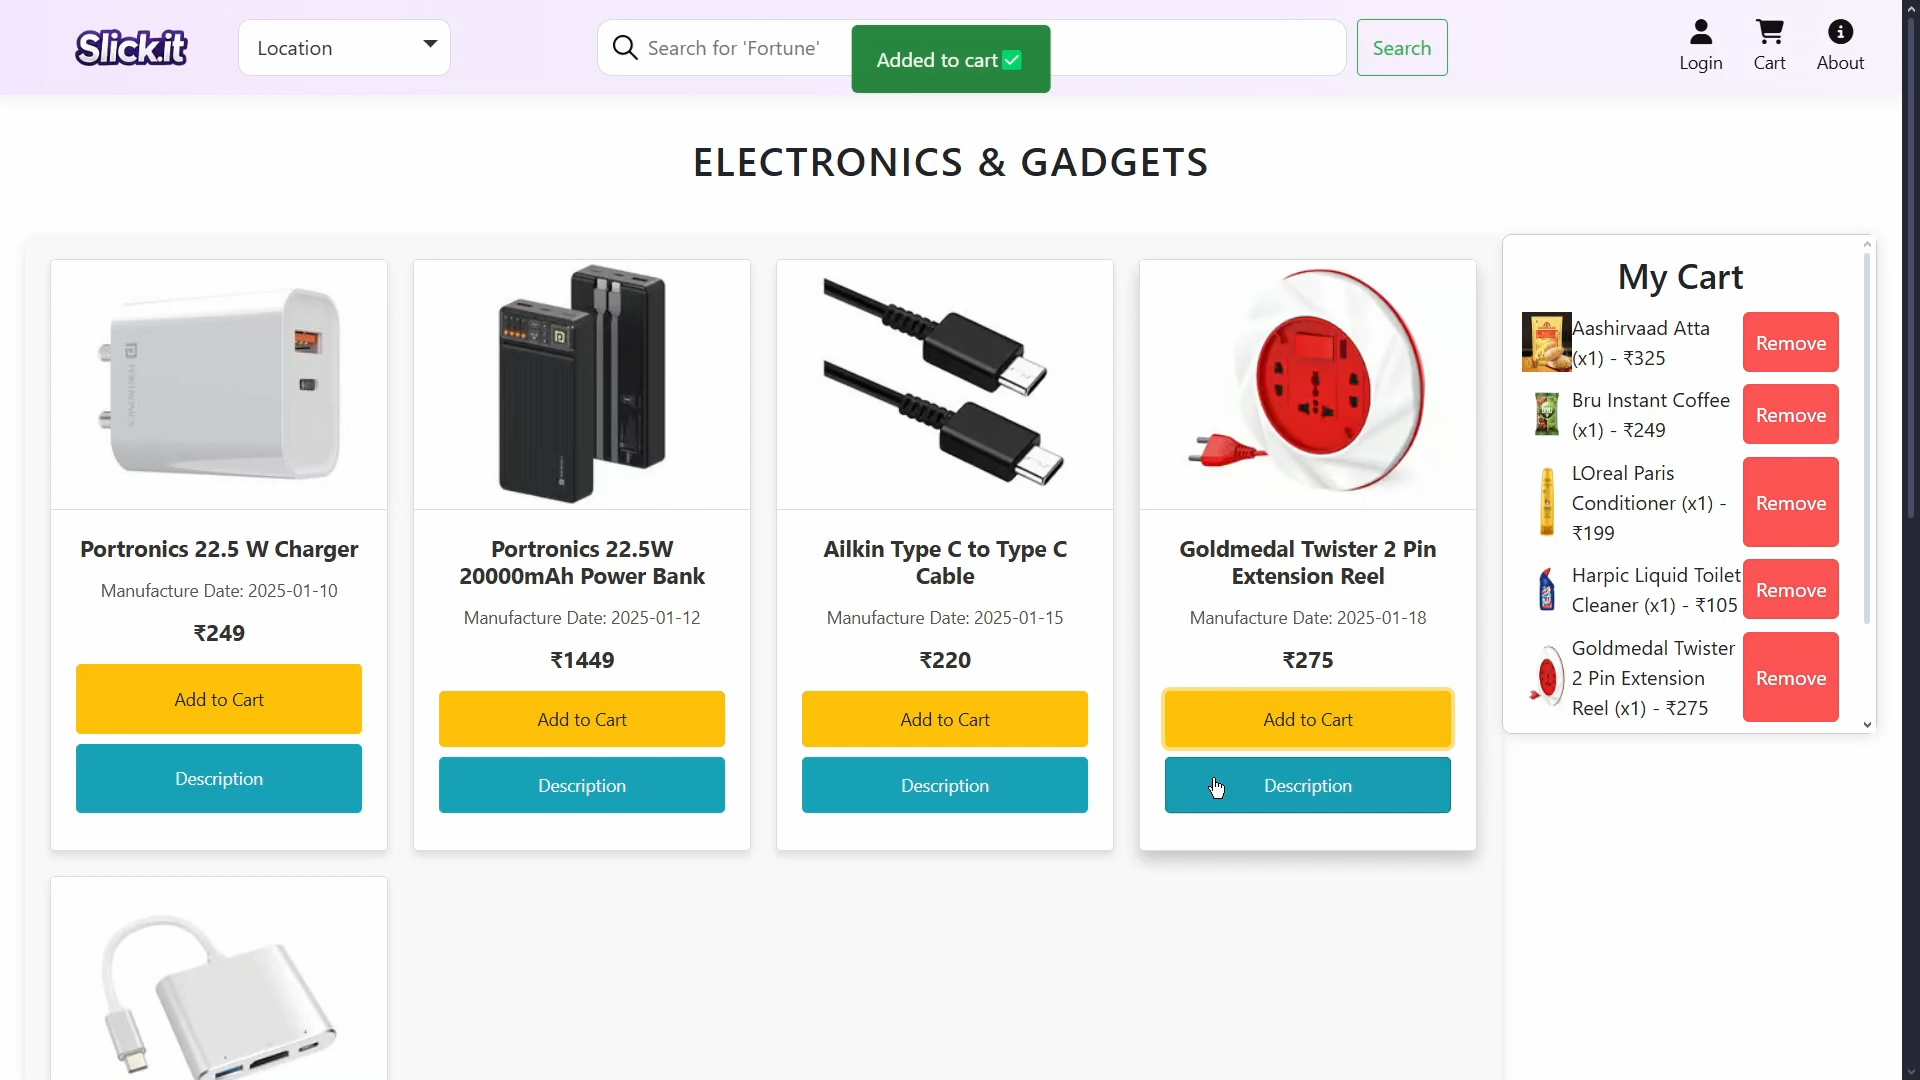 Slick.it
Location
Search for 'Fortune'
Added to cart✅
Search
Login
Cart
About
ELECTRONICS & GADGETS
Portronics 22.5 W Charger
Manufacture Date: 2025-01-10
₹249
Add to Cart
Description
Portronics 22.5W
20000mAh Power Bank
Manufacture Date: 2025-01-12
₹1449
Add to Cart
Description
Ailkin Type C to Type C
Cable
Manufacture Date: 2025-01-15
₹220
Add to Cart
Description
Goldmedal Twister 2 Pin
Extension Reel
Manufacture Date: 2025-01-18
₹275
Add to Cart
Description
My Cart
Aashirvaad Atta
(x1) - ₹325
Remove
Bru Instant Coffee
(x1) - ₹249
Remove
LOreal Paris
Conditioner (x1) -
₹199
Remove
Harpic Liquid Toilet
Cleaner (x1) - ₹105
Remove
Goldmedal Twister
2 Pin Extension
Reel (x1) - ₹275
Remove